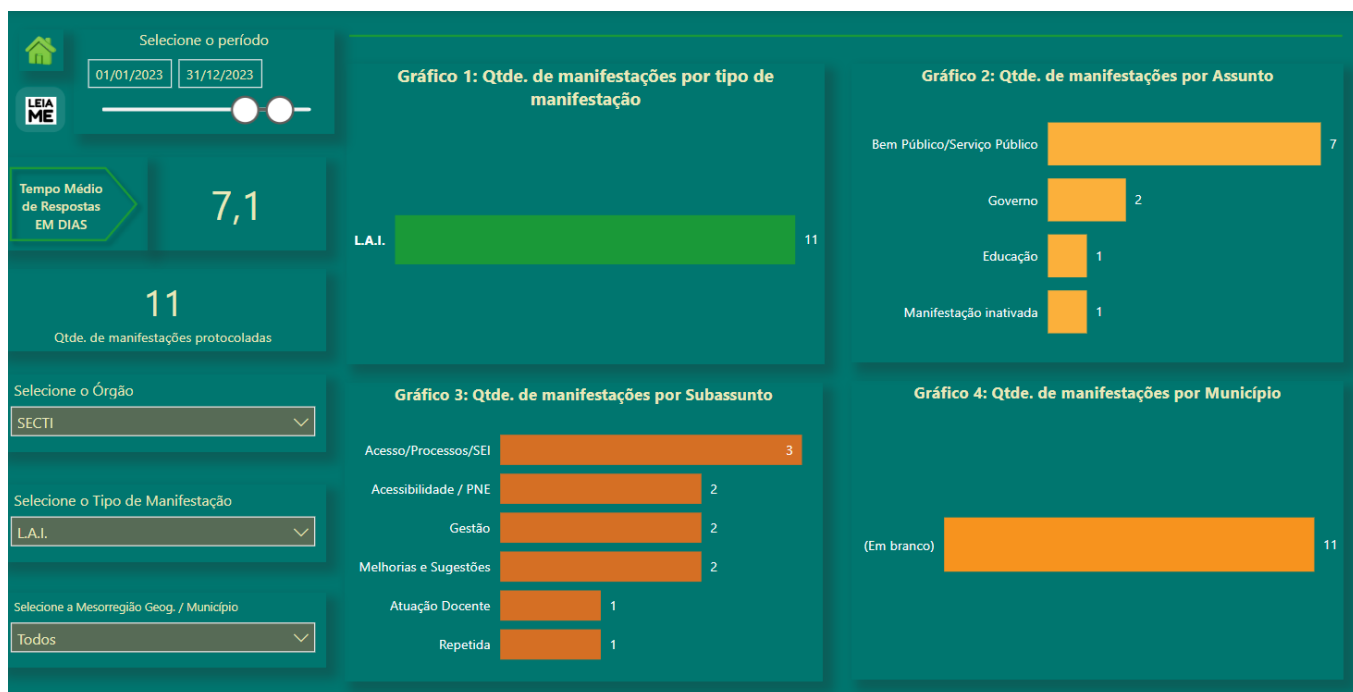 Selecione o período
01/01/2023 31/12/2023
LEIA
ME
Tempo Médio
de Respostas
EM DIAS
7,1
11
Qtde. de manifestações protocoladas
Selecione o Órgão
SECTI
Selecione o Tipo de Manifestação
L.A.I.
Selecione a Mesorregião Geog. / Município
Todos
Gráfico 1: Qtde. de manifestações por tipo de
manifestação
L.A.I. 11
Gráfico 2: Qtde. de manifestações por Assunto
Bem Público/Serviço Público 7
Governo 2
Educação 1
Manifestação inativada 1
Gráfico 3: Qtde. de manifestações por Subassunto
Acesso/Processos/SEI 3
Acessibilidade / PNE 2
Gestão 2
Melhorias e Sugestões 2
Atuação Docente 1
Repetida 1
Gráfico 4: Qtde. de manifestações por Município
(Em branco) 11